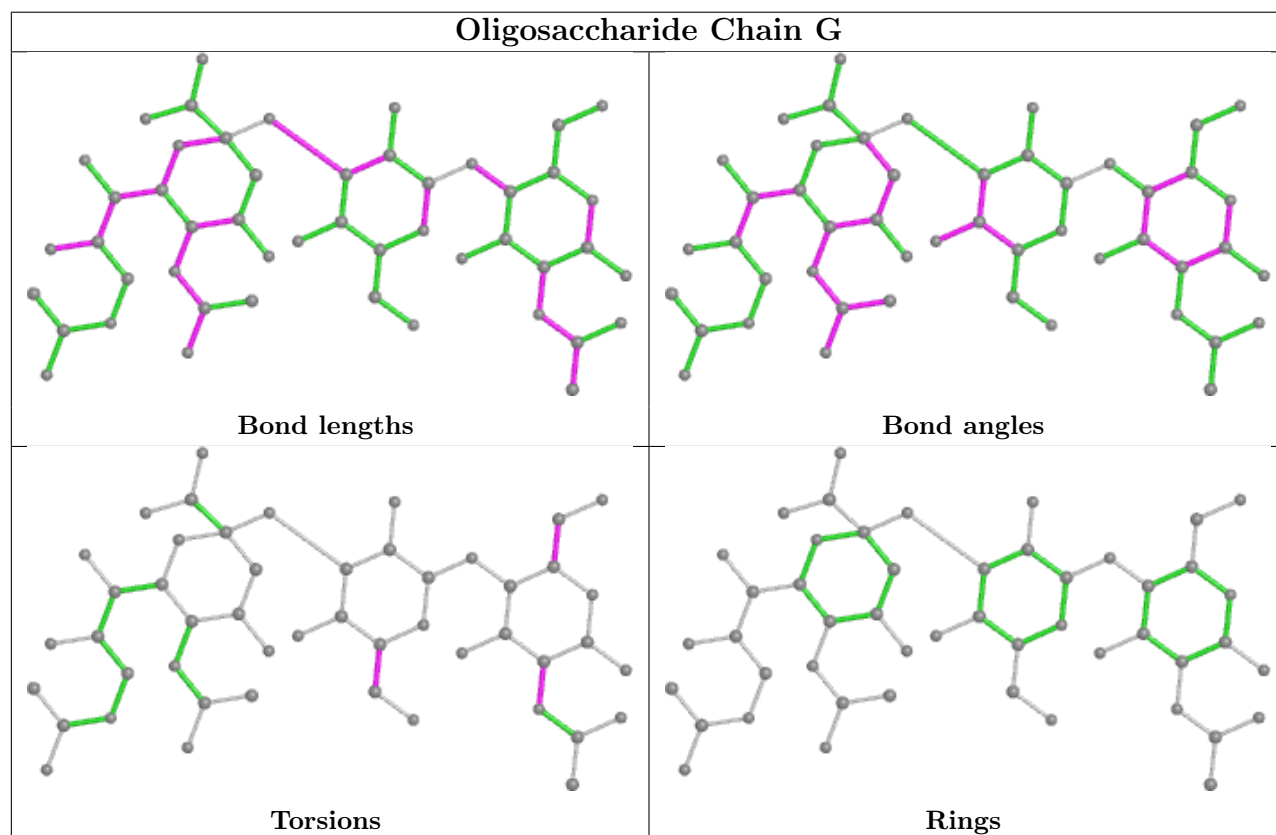 Oligosaccharide Chain G
Bond lengths
Bond angles
Torsions
Rings